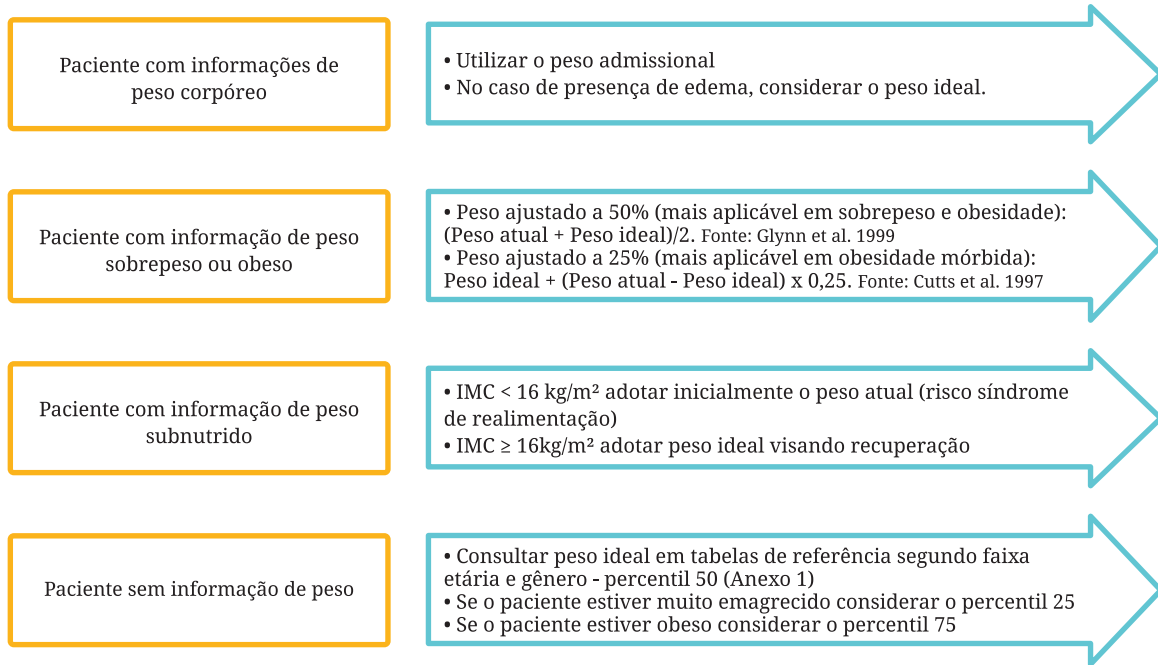 Paciente com informações de
peso corpóreo
• Utilizar o peso admissional
• No caso de presença de edema, considerar o peso ideal.
Paciente com informação de peso
sobrepeso ou obeso
• Peso ajustado a 50% (mais aplicável em sobrepeso e obesidade):
(Peso atual + Peso ideal)/2. Fonte: Glynn et al. 1999
• Peso ajustado a 25% (mais aplicável em obesidade mórbida):
Peso ideal + (Peso atual - Peso ideal) x 0,25. Fonte: Cutts et al. 1997
Paciente com informação de peso
subnutrido
• IMC < 16 kg/m² adotar inicialmente o peso atual (risco síndrome
de realimentação)
• IMC ≥ 16kg/m² adotar peso ideal visando recuperação
Paciente sem informação de peso
• Consultar peso ideal em tabelas de referência segundo faixa
etária e gênero - percentil 50 (Anexo 1)
• Se o paciente estiver muito emagrecido considerar o percentil 25
• Se o paciente estiver obeso considerar o percentil 75